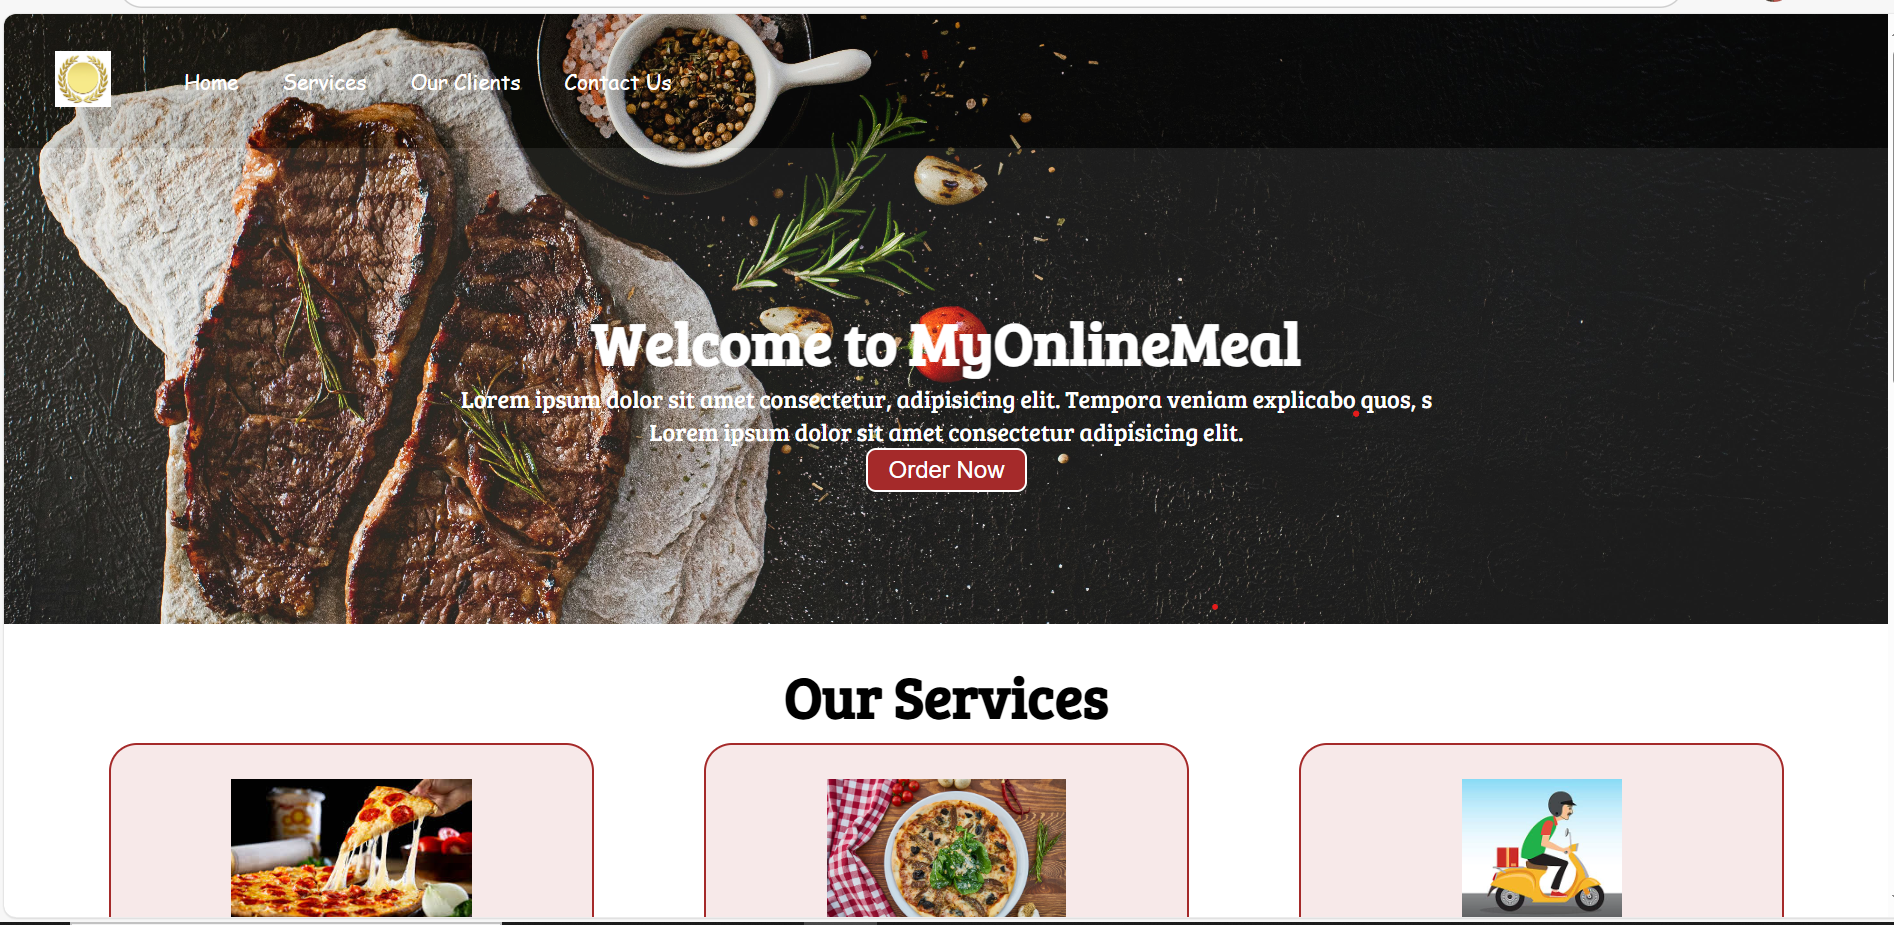 Home Services Our Clients Contact Us
Welcome to MyOnlineMeal
Lorem ipsum dolor sit amet consectetur, adipisicing elit. Tempora veniam explicabo quos, s
Lorem ipsum dolor sit amet consectetur adipisicing elit.
Order Now
Our Services